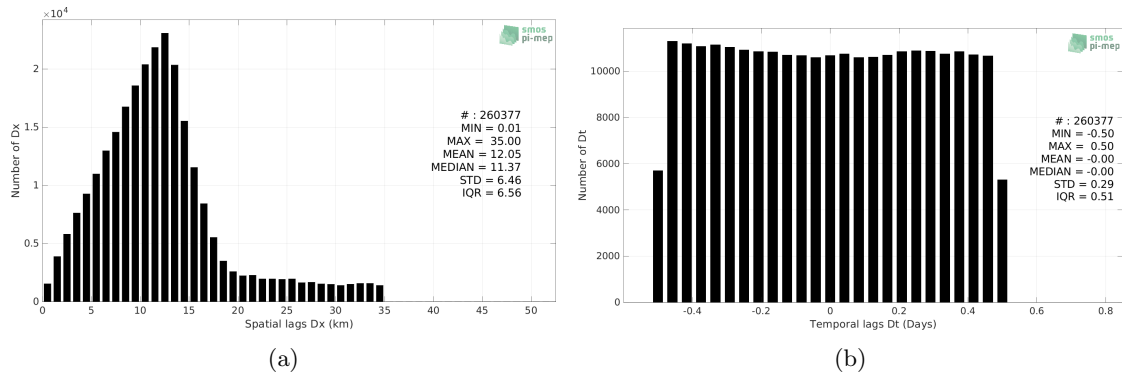 ×10⁴
smos
pi-mep
2
1.5
1
0.5
0
Number of Dx
# : 260377
MIN = 0.01
MAX = 35.00
MEAN = 12.05
MEDIAN = 11.37
STD = 6.46
IQR = 6.56
0 5 10 15 20 25 30 35 40 45 50
Spatial lags Dx (km)
(a)
smos
pi-mep
10000
8000
6000
4000
2000
0
Number of Dt
# : 260377
MIN = -0.50
MAX = 0.50
MEAN = -0.00
MEDIAN = -0.00
STD = 0.29
IQR = 0.51
-0.4 -0.2 0 0.2 0.4 0.6 0.8
Temporal lags Dt (Days)
(b)